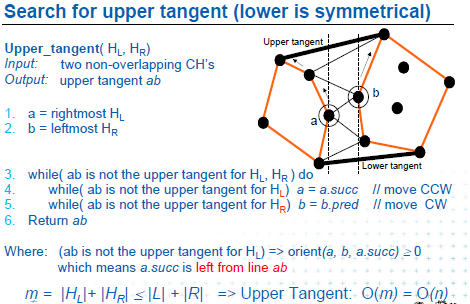 Search for upper tangent (lower is symmetrical)
Upper_tangent( HL, HR)
Input: two non-overlapping CH's
Output: upper tangent ab
1. a = rightmost HL
2. b = leftmost HR
Upper tangent
b
a
Lower tangent
3. while( ab is not the upper tangent for HL, HR ) do
4. while( ab is not the upper tangent for HL) a = a.succ // move CCW
5. while( ab is not the upper tangent for HR) b = b.pred // move CW
6. Return ab
Where: (ab is not the upper tangent for HL) => orient(a, b, a.succ) ≥ 0
which means a.succ is left from line ab
m = |HL|+ |HR| ≤ |L| + |R| => Upper Tangent: O(m) = O(n)